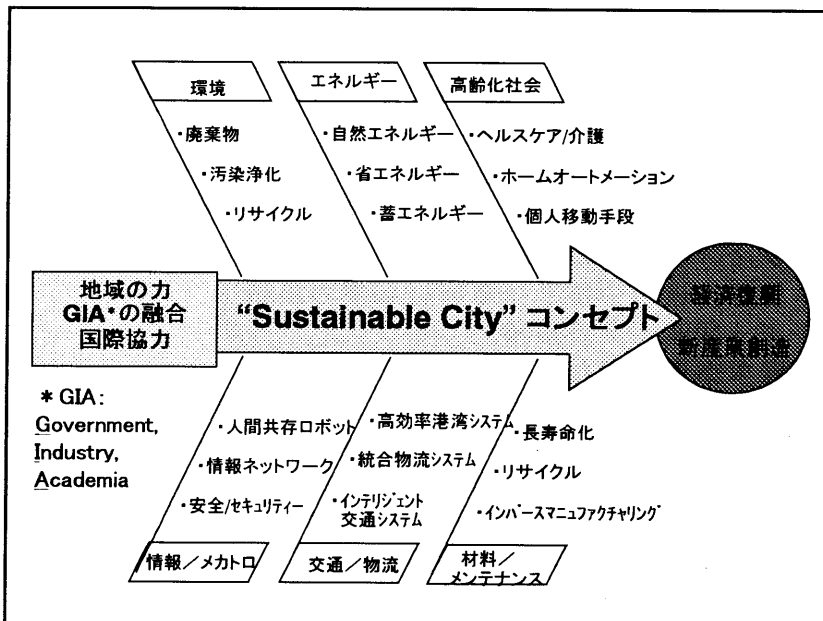 環境
・廃棄物
・汚染浄化
・リサイクル
エネルギー
・自然エネルギー
・省エネルギー
・蓄エネルギー
高齢化社会
・ヘルスケア/介護
・ホームオートメーション
・個人移動手段
地域の力
GIA*の融合
国際協力
“Sustainable City” コンセプト
経済復興
新産業創造
* GIA:
Government,
Industry,
Academia
・人間共存ロボット
・情報ネットワーク
・安全/セキュリティー
情報／メカトロ
・高効率港湾システム
・統合物流システム
・インテリジェント
交通システム
交通／物流
・長寿命化
・リサイクル
・インバースマニュファクチャリング
材料／
メンテナンス